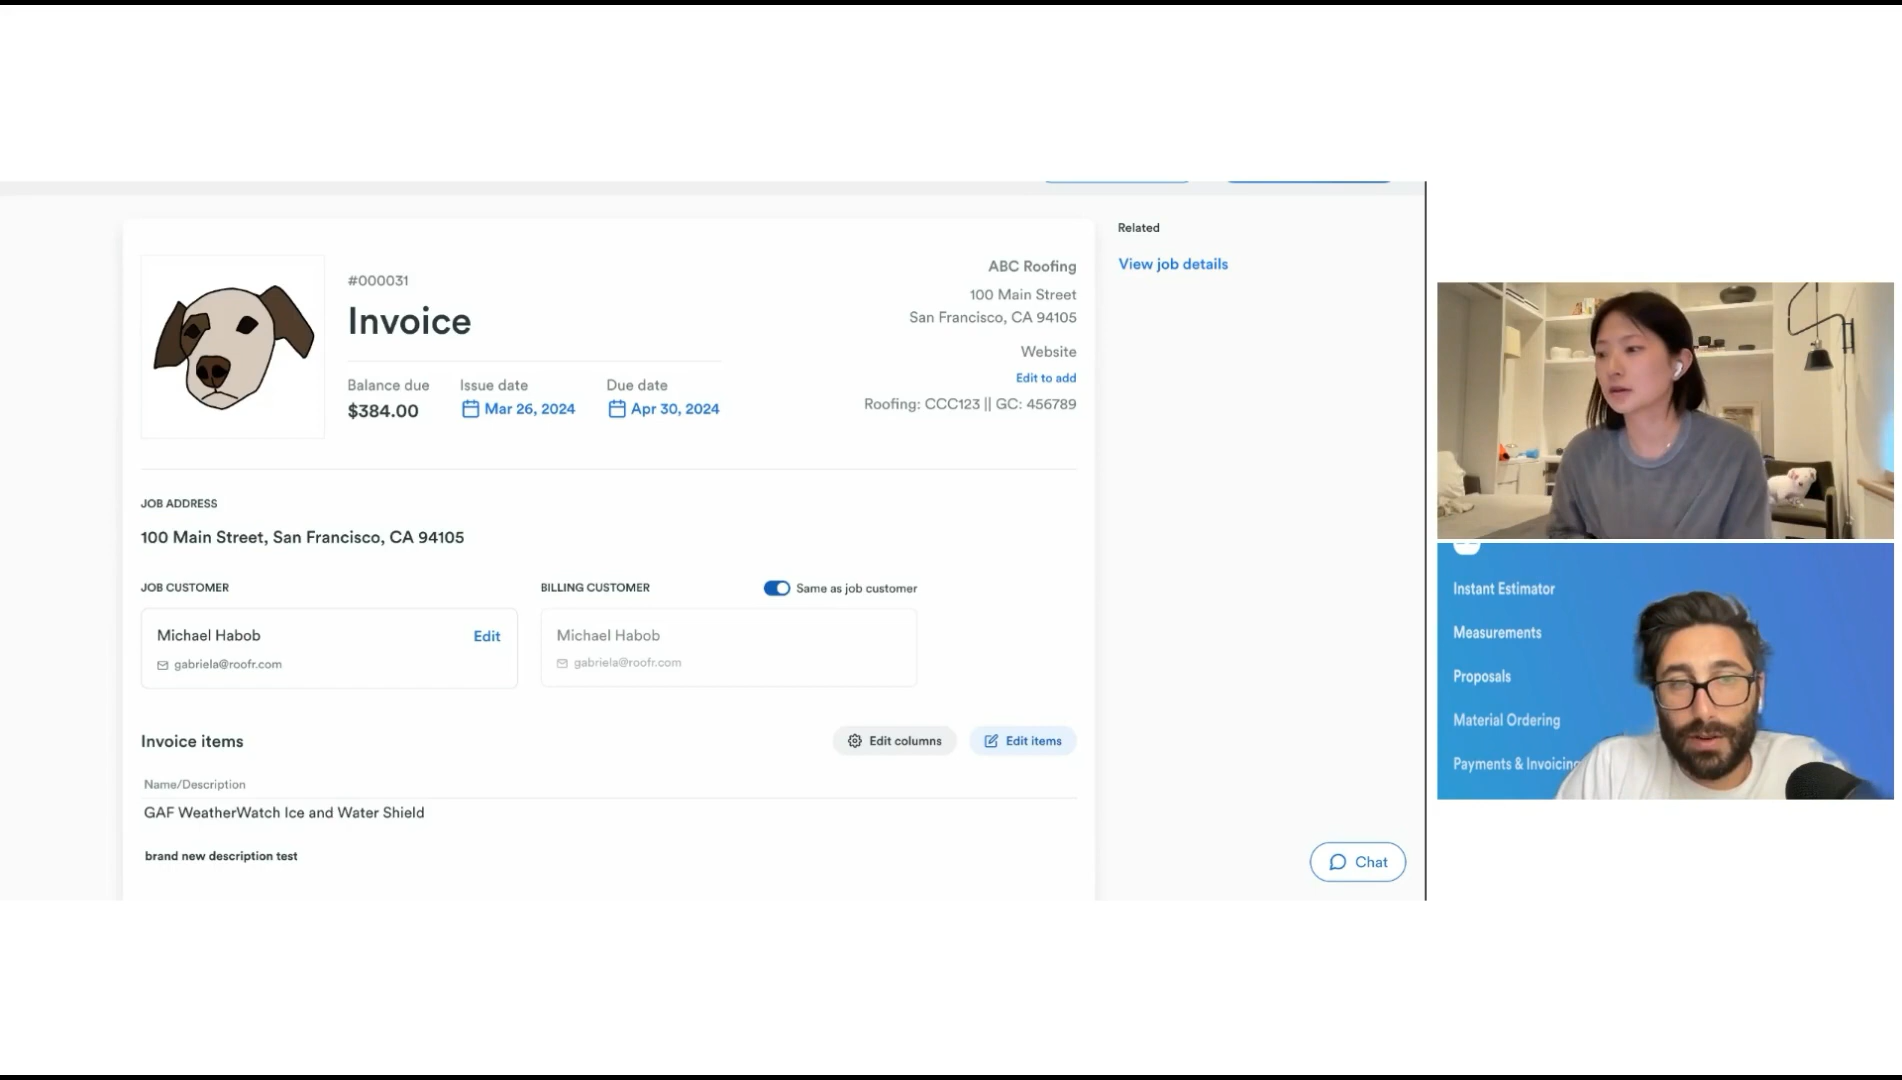 #000031
Invoice
Balance due
$384.00
Issue date
Mar 26, 2024
Due date
Apr 30, 2024
ABC Roofing
100 Main Street
San Francisco, CA 94105
Website
Edit to add
Roofing: CCC123 || GC: 456789
Related
View job details
JOB ADDRESS
100 Main Street, San Francisco, CA 94105
JOB CUSTOMER
Michael Habob
Edit
gabriela@roofr.com
BILLING CUSTOMER
Same as job customer
Michael Habob
gabriela@roofr.com
Invoice items
Edit columns
Edit items
Name/Description
GAF WeatherWatch Ice and Water Shield
brand new description test
Chat
Instant Estimator
Measurements
Proposals
Material Ordering
Payments & Invoicing